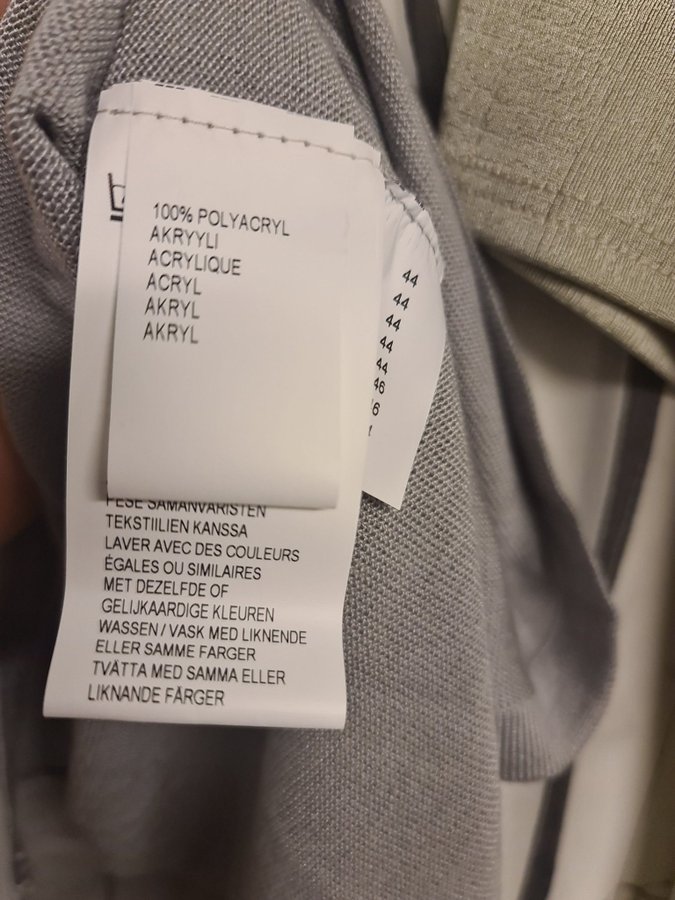 100% POLYACRYL
AKRYYLI
ACRYLIQUE
ACRYL
AKRYL
AKRYL
44
44
44
44
44
46
6
PESE SAMANVÄRISTEN
TEKSTIILIEN KANSSA
LAVER AVEC DES COULEURS
ÉGALES OU SIMILAIRES
MET DEZELFDE OF
GELIJKAARDIGE KLEUREN
WASSEN / VASK MED LIKNENDE
ELLER SAMME FARGER
TVÄTTA MED SAMMA ELLER
LIKNANDE FÄRGER